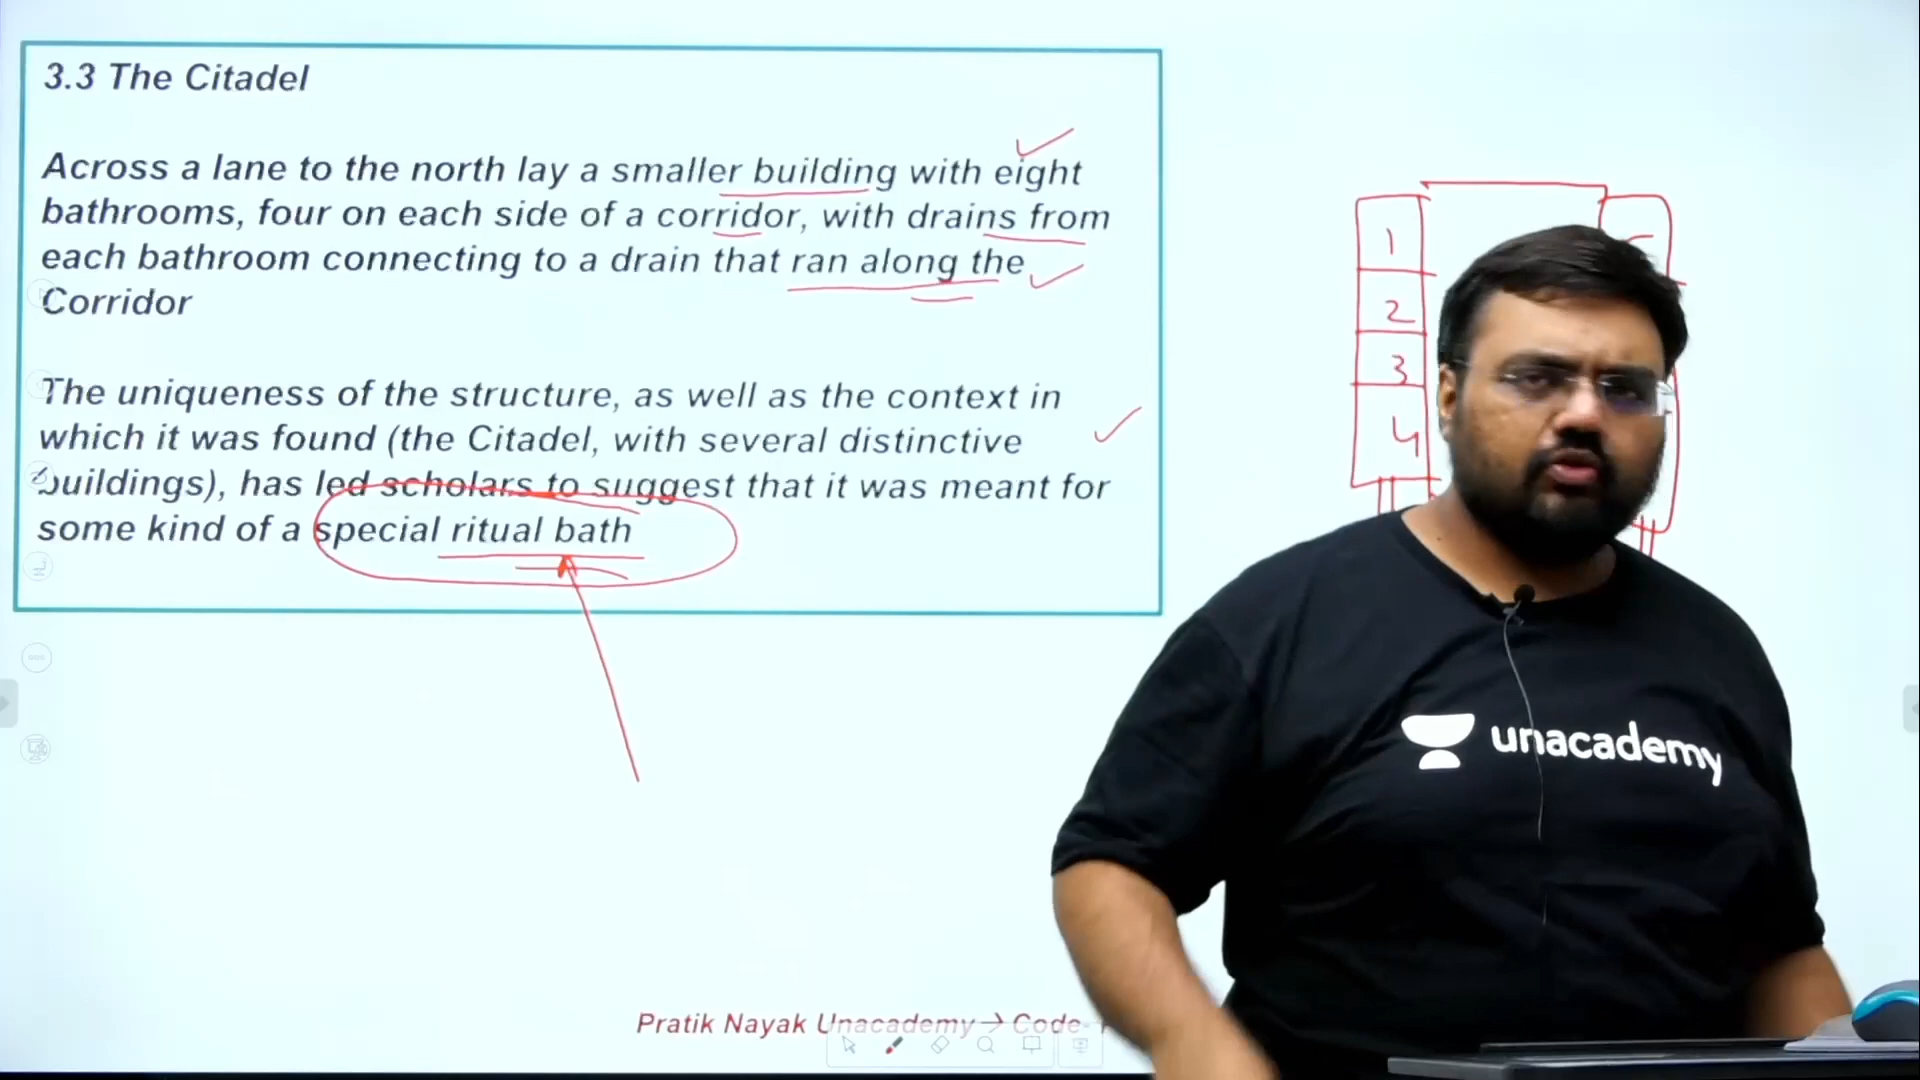 3.3 The Citadel
Across a lane to the north lay a smaller building with eight
bathrooms, four on each side of a corridor, with drains from
each bathroom connecting to a drain that ran along the
Corridor
The uniqueness of the structure, as well as the context in
which it was found (the Citadel, with several distinctive
buildings), has led scholars to suggest that it was meant for
some kind of a special ritual bath
1
2
3
4
unacademy
Pratik Nayak Unacademy → Code-